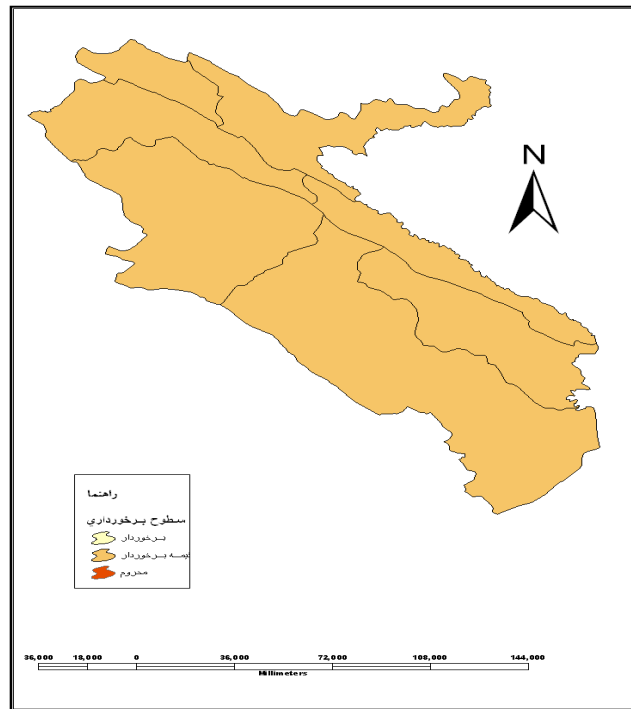 N
راهنما
سطوح برخورداري
برخوردار
نیمه برخوردار
محروم
36,000 18,000 0 36,000 72,000 108,000 144,000
Millimeters